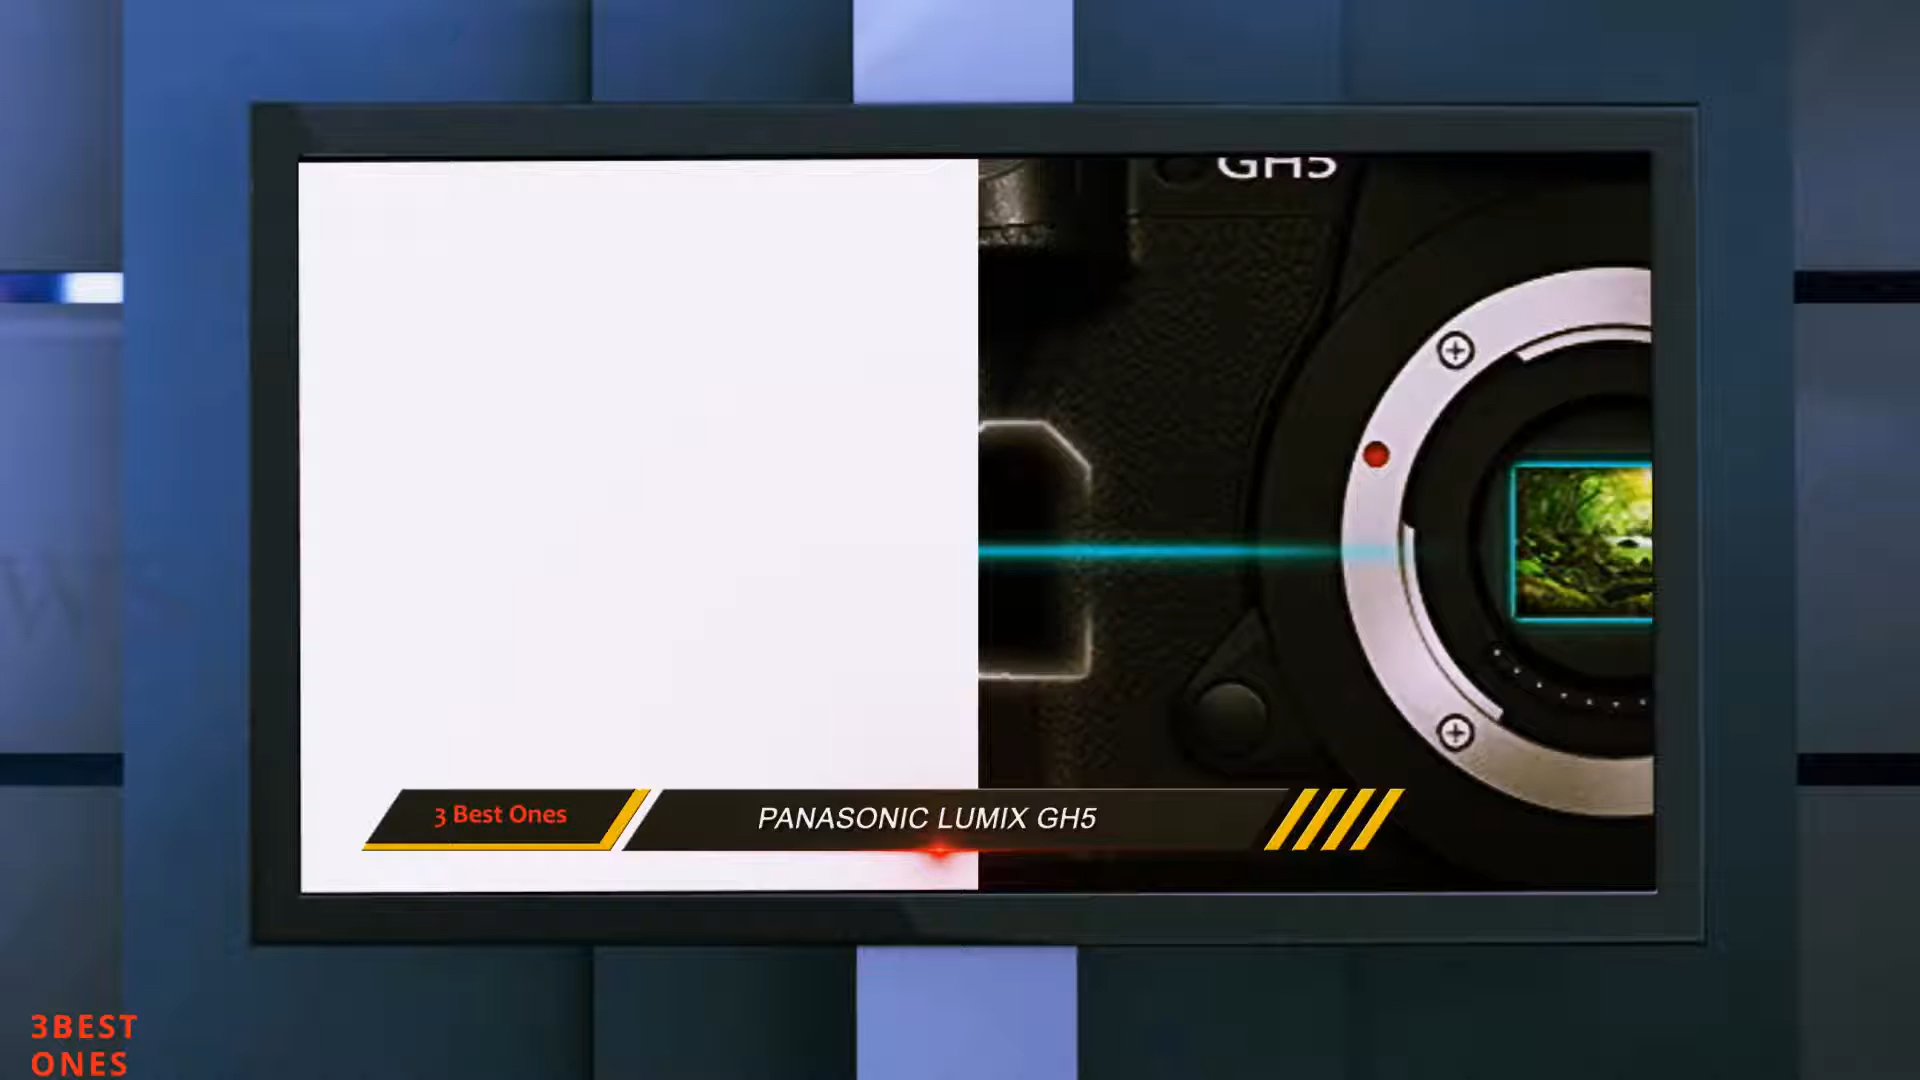 GH5
3 Best Ones
PANASONIC LUMIX GH5
3BEST
ONES